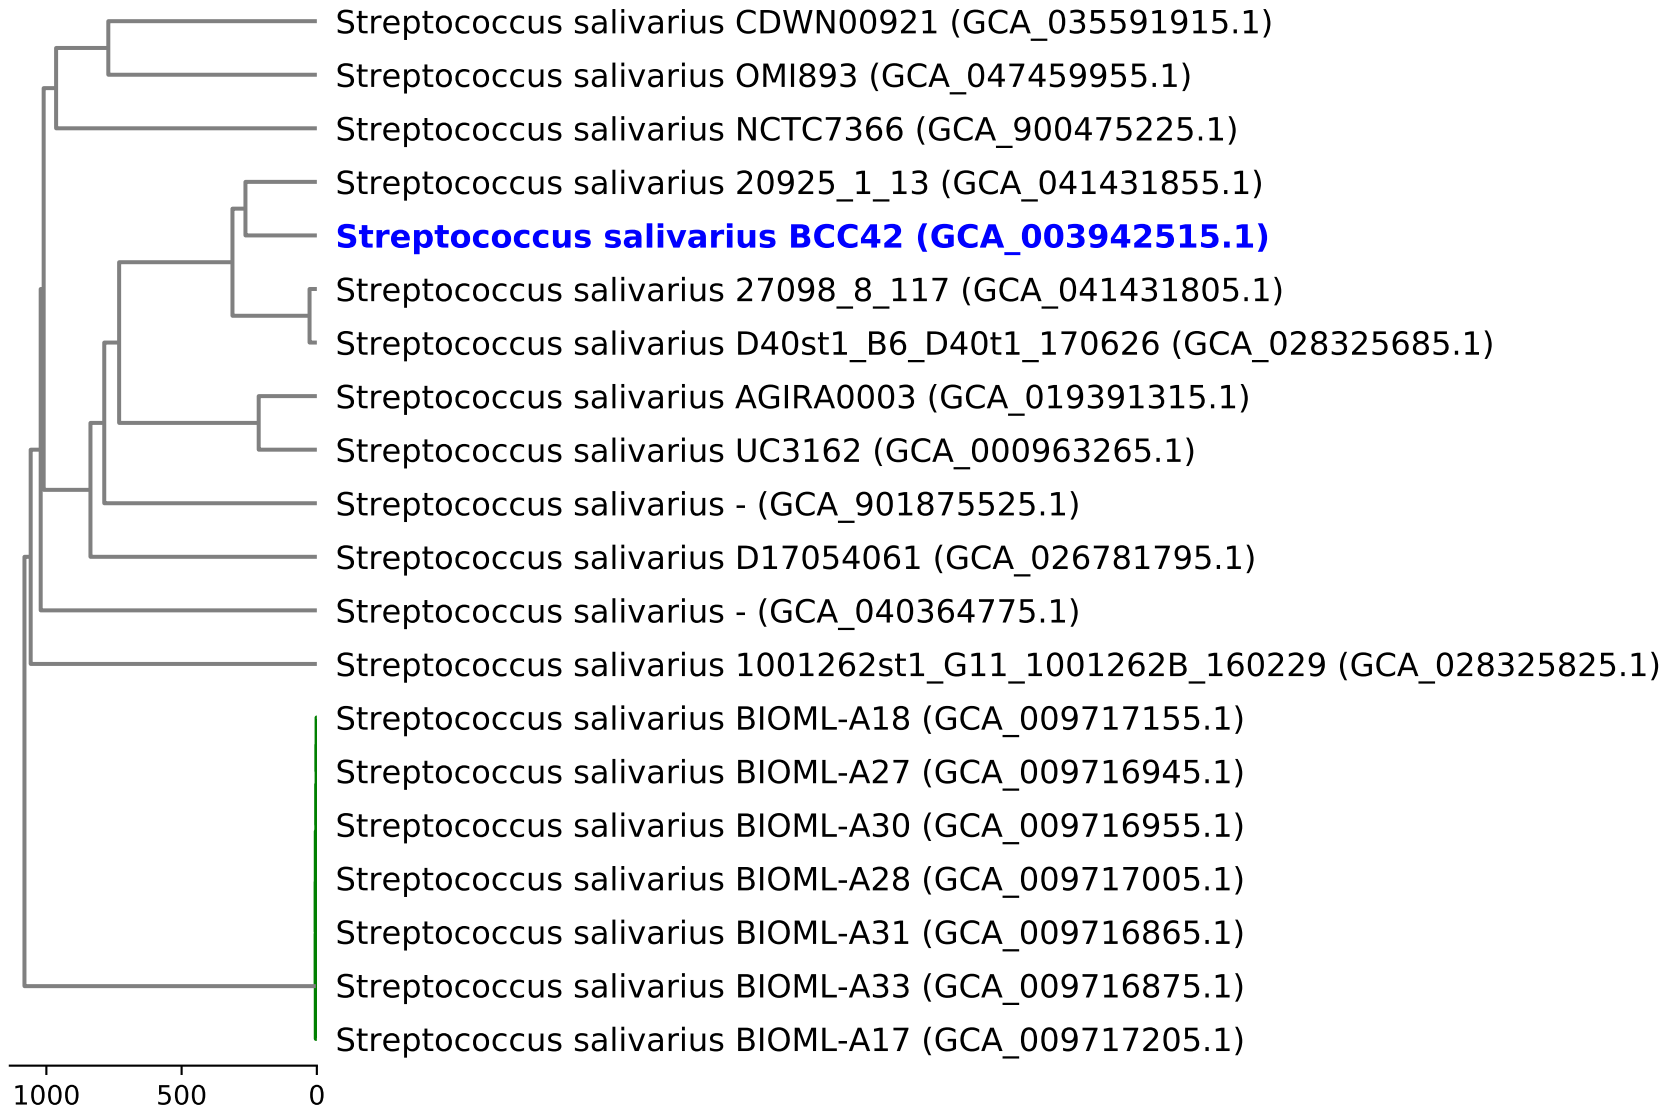 Streptococcus salivarius CDWN00921 (GCA_035591915.1)
Streptococcus salivarius OMI893 (GCA_047459955.1)
Streptococcus salivarius NCTC7366 (GCA_900475225.1)
Streptococcus salivarius 20925_1_13 (GCA_041431855.1)
Streptococcus salivarius BCC42 (GCA_003942515.1)
Streptococcus salivarius 27098_8_117 (GCA_041431805.1)
Streptococcus salivarius D40st1_B6_D40t1_170626 (GCA_028325685.1)
Streptococcus salivarius AGIRA0003 (GCA_019391315.1)
Streptococcus salivarius UC3162 (GCA_000963265.1)
Streptococcus salivarius - (GCA_901875525.1)
Streptococcus salivarius D17054061 (GCA_026781795.1)
Streptococcus salivarius - (GCA_040364775.1)
Streptococcus salivarius 1001262st1_G11_1001262B_160229 (GCA_028325825.1)
Streptococcus salivarius BIOML-A18 (GCA_009717155.1)
Streptococcus salivarius BIOML-A27 (GCA_009716945.1)
Streptococcus salivarius BIOML-A30 (GCA_009716955.1)
Streptococcus salivarius BIOML-A28 (GCA_009717005.1)
Streptococcus salivarius BIOML-A31 (GCA_009716865.1)
Streptococcus salivarius BIOML-A33 (GCA_009716875.1)
Streptococcus salivarius BIOML-A17 (GCA_009717205.1)
1000 500 0